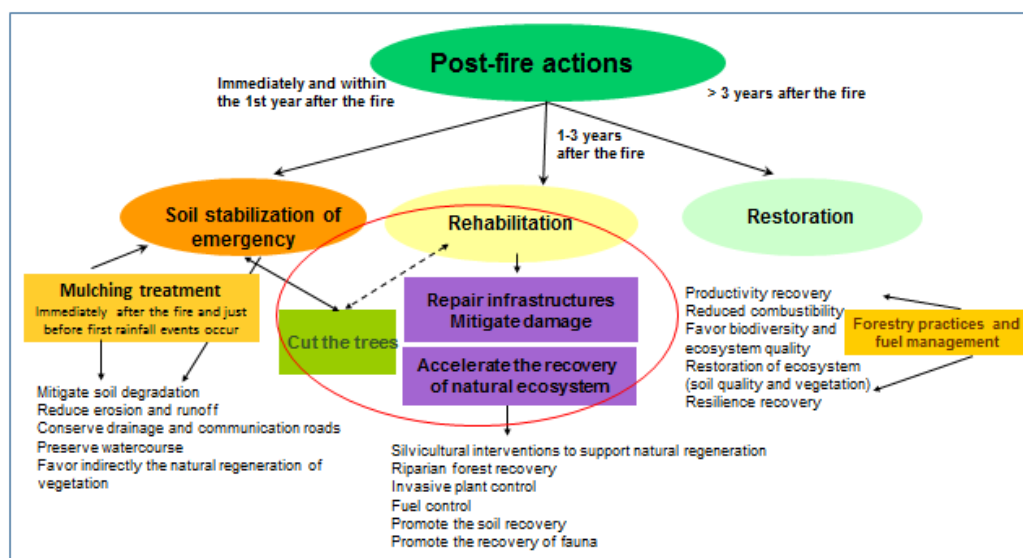 Post-fire actions
Immediately and within
the 1st year after the fire
> 3 years after the fire
1-3 years
after the fire
Soil stabilization of
emergency
Rehabilitation
Restoration
Mulching treatment
Immediately after the fire and just
before first rainfall events occur
Cut the trees
Repair infrastructures
Mitigate damage
Accelerate the recovery
of natural ecosystem
Productivity recovery
Reduced combustibility
Favor biodiversity and
ecosystem quality
Restoration of ecosystem
(soil quality and vegetation)
Resilience recovery
Forestry practices and
fuel management
Mitigate soil degradation
Reduce erosion and runoff
Conserve drainage and communication roads
Preserve watercourse
Favor indirectly the natural regeneration of
vegetation
Silvicultural interventions to support natural regeneration
Riparian forest recovery
Invasive plant control
Fuel control
Promote the soil recovery
Promote the recovery of fauna